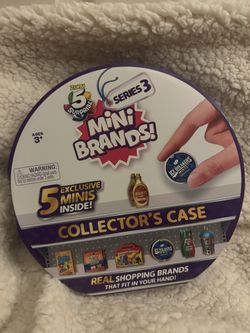 ZURU
5
SURPRISE
SERIES 3
MINI
BRANDS!
AGES
3+
WARNING:
5 EXCLUSIVE
MINIS
INSIDE!
COLLECTOR'S CASE
REAL SHOPPING BRANDS
THAT FIT IN YOUR HAND!